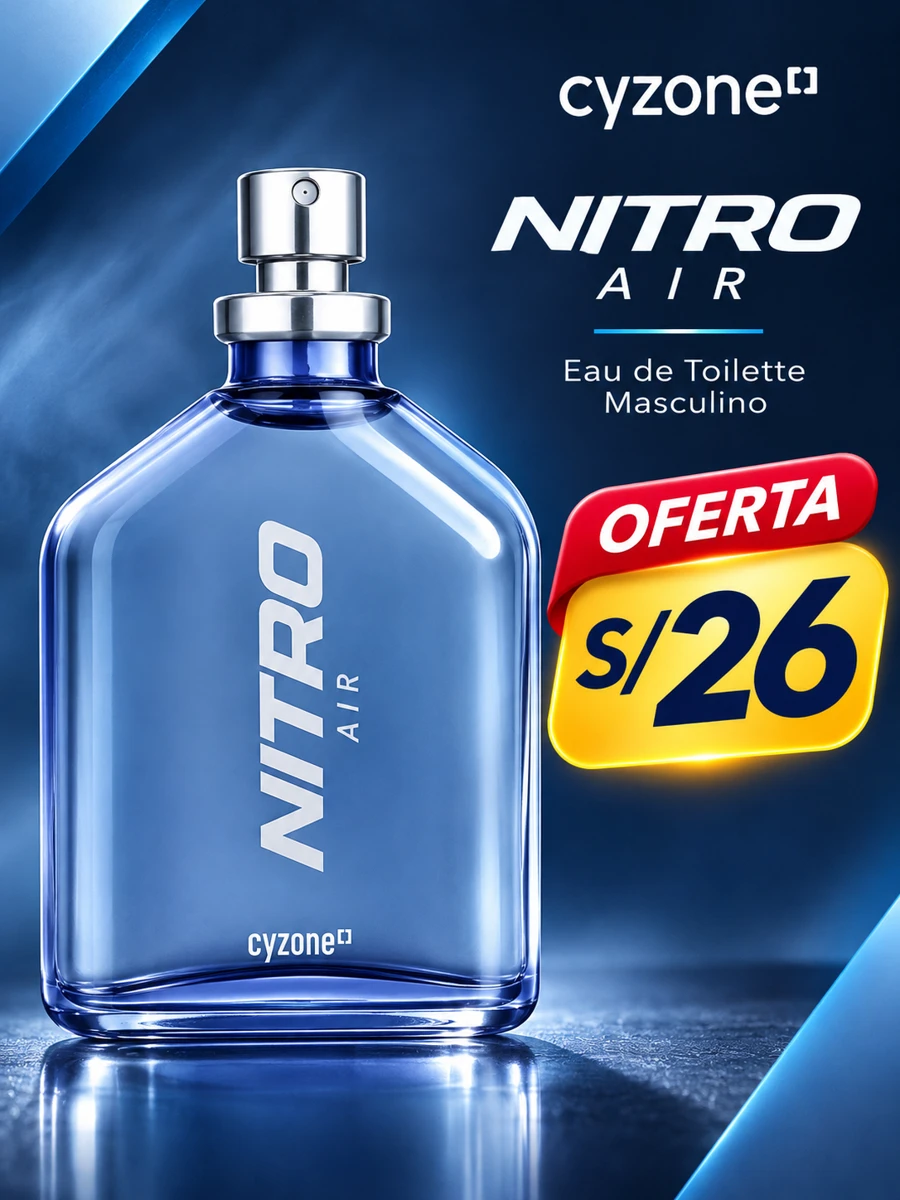 cyzone
NITRO
AIR
Eau de Toilette
Masculino
OFERTA
S/26
NITRO
AIR
cyzone